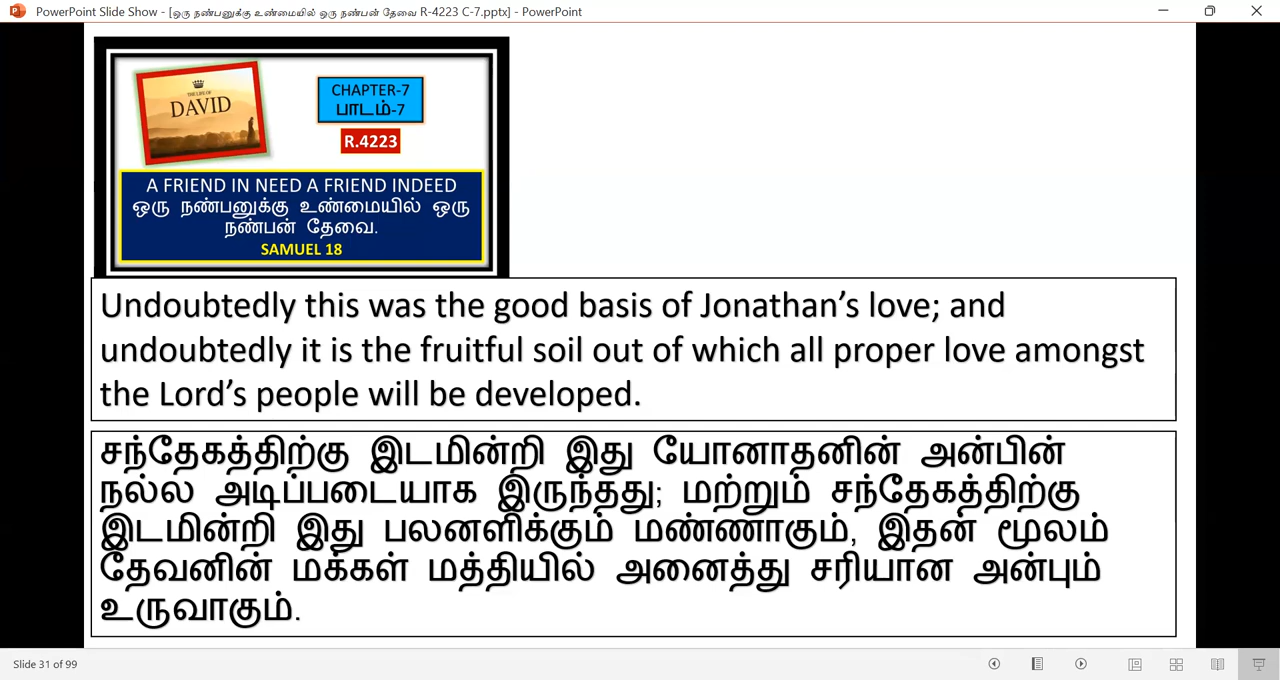 PowerPoint Slide Show - [ஒரு நண்பனுக்கு உண்மையில் ஒரு நண்பன் தேவை R-4223 C-7.pptx] - PowerPoint
THE LIFE OF
DAVID
CHAPTER-7
பாடம்-7
R.4223
A FRIEND IN NEED A FRIEND INDEED
ஒரு நண்பனுக்கு உண்மையில் ஒரு
நண்பன் தேவை.
SAMUEL 18
Undoubtedly this was the good basis of Jonathan’s love; and
undoubtedly it is the fruitful soil out of which all proper love amongst
the Lord’s people will be developed.
சந்தேகத்திற்கு இடமின்றி இது யோனாதனின் அன்பின்
நல்ல அடிப்படையாக இருந்தது; மற்றும் சந்தேகத்திற்கு
இடமின்றி இது பலனளிக்கும் மண்ணாகும், இதன் மூலம்
தேவனின் மக்கள் மத்தியில் அனைத்து சரியான அன்பும்
உருவாகும்.
Slide 31 of 99